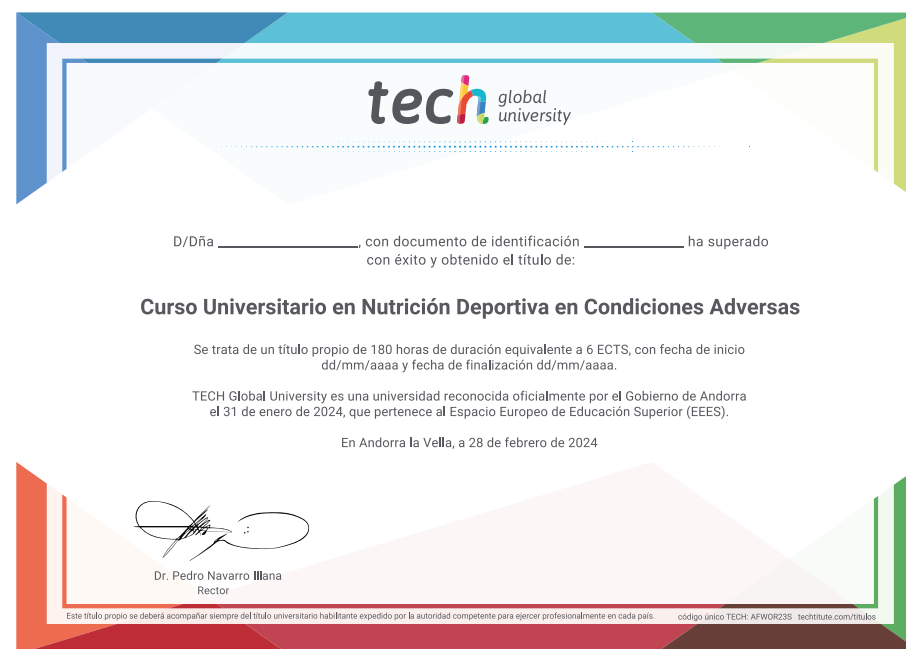 tech global university
D/Dña ____________________, con documento de identificación ______________ ha superado
con éxito y obtenido el título de:
Curso Universitario en Nutrición Deportiva en Condiciones Adversas
Se trata de un título propio de 180 horas de duración equivalente a 6 ECTS, con fecha de inicio
dd/mm/aaaa y fecha de finalización dd/mm/aaaa.
TECH Global University es una universidad reconocida oficialmente por el Gobierno de Andorra
el 31 de enero de 2024, que pertenece al Espacio Europeo de Educación Superior (EEES).
En Andorra la Vella, a 28 de febrero de 2024
Dr. Pedro Navarro Illana
Rector
Este título propio se deberá acompañar siempre del título universitario habilitante expedido por la autoridad competente para ejercer profesionalmente en cada país. código único TECH: AFWOR23S techtitute.com/titulos